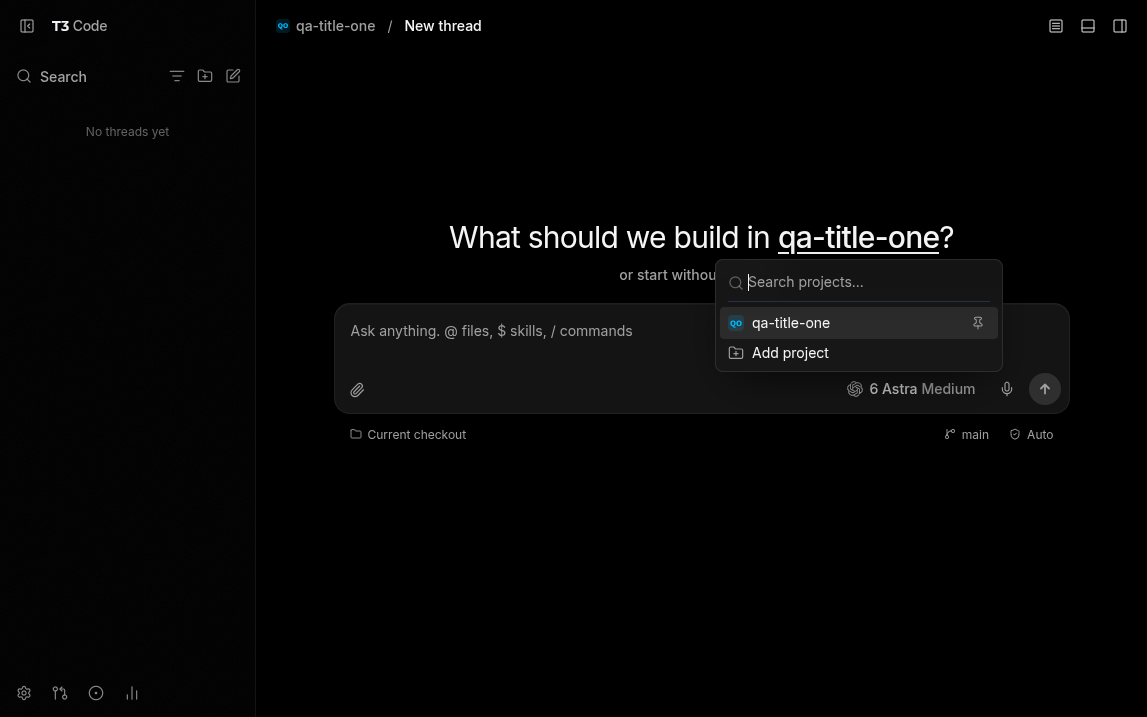 T3 Code
QO qa-title-one / New thread
Search
No threads yet
What should we build in qa-title-one?
or start withou
Search projects...
QO qa-title-one
Add project
Ask anything. @ files, $ skills, / commands
6 Astra Medium
Current checkout
main
Auto